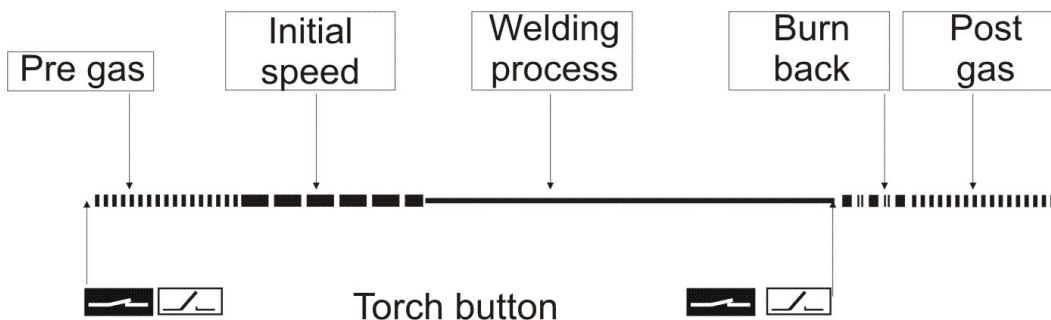 Pre gas
Initial
speed
Welding
process
Burn
back
Post
gas
Torch button